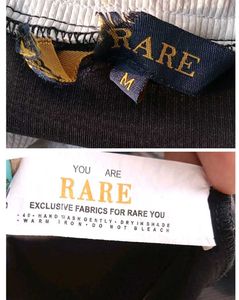 RARE
M
YOU ARE
RARE
EXCLUSIVE FABRICS FOR RARE YOU
HAND WASH GENTLY - DRY IN SHADE
WARM IRON - DO NOT BLEACH